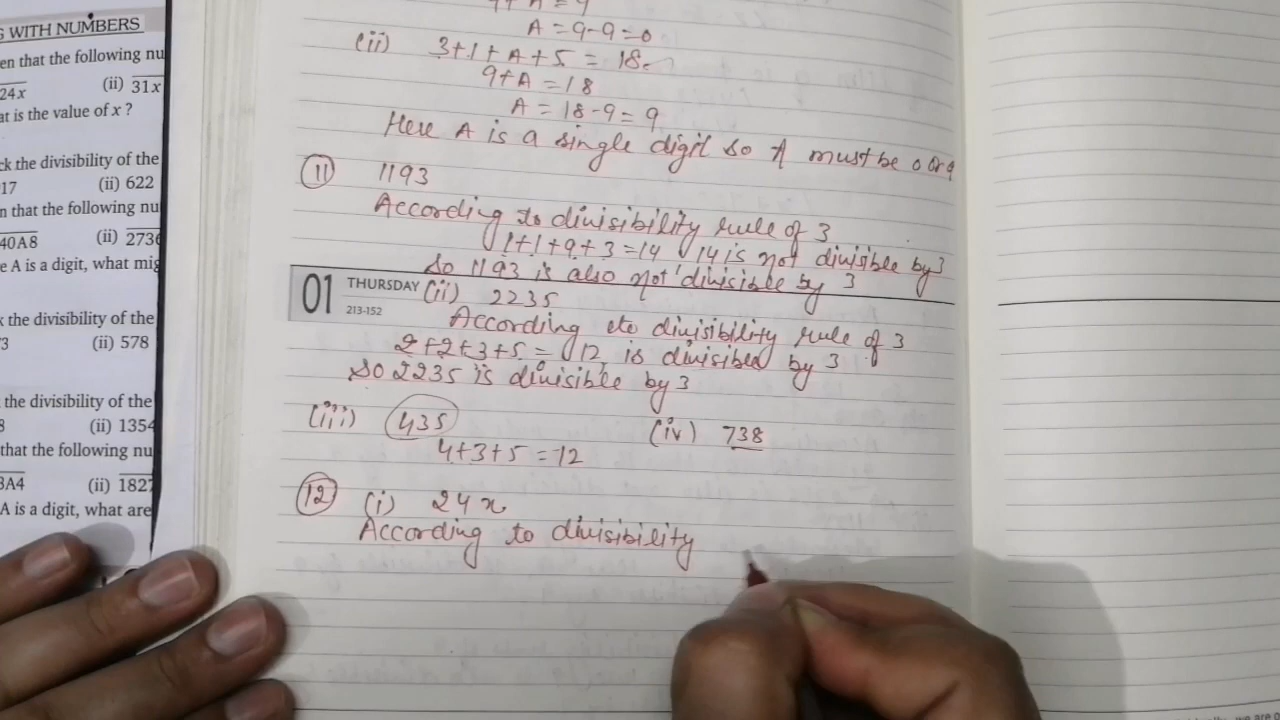 G WITH NUMBERS
en that the following nu
24x (ii) 31x
at is the value of x ?
ck the divisibility of the
17 (ii) 622
n that the following nu
40A8 (ii) 2736
e A is a digit, what mig
k the divisibility of the
3 (ii) 578
the divisibility of the
8 (ii) 1354
that the following nu
3A4 (ii) 1827
A is a digit, what are
A = 9-9=0
(ii) 3+1+A+5 = 18
9+A = 18
A = 18-9=9
Here A is a single digit so A must be 0 or 9
11 1193
According to divisibility rule of 3
1+1+9+3=14 14 is not divisible by 3
So 1193 is also not divisible by 3
01 THURSDAY
213-152
(ii) 2235
According to divisibility rule of 3
2+2+3+5=12, is divisibea by 3
So 2235 is divisible by 3
(iii) 435 (iv) 738
4+3+5=12
12 (i) 24x
According to divisibility